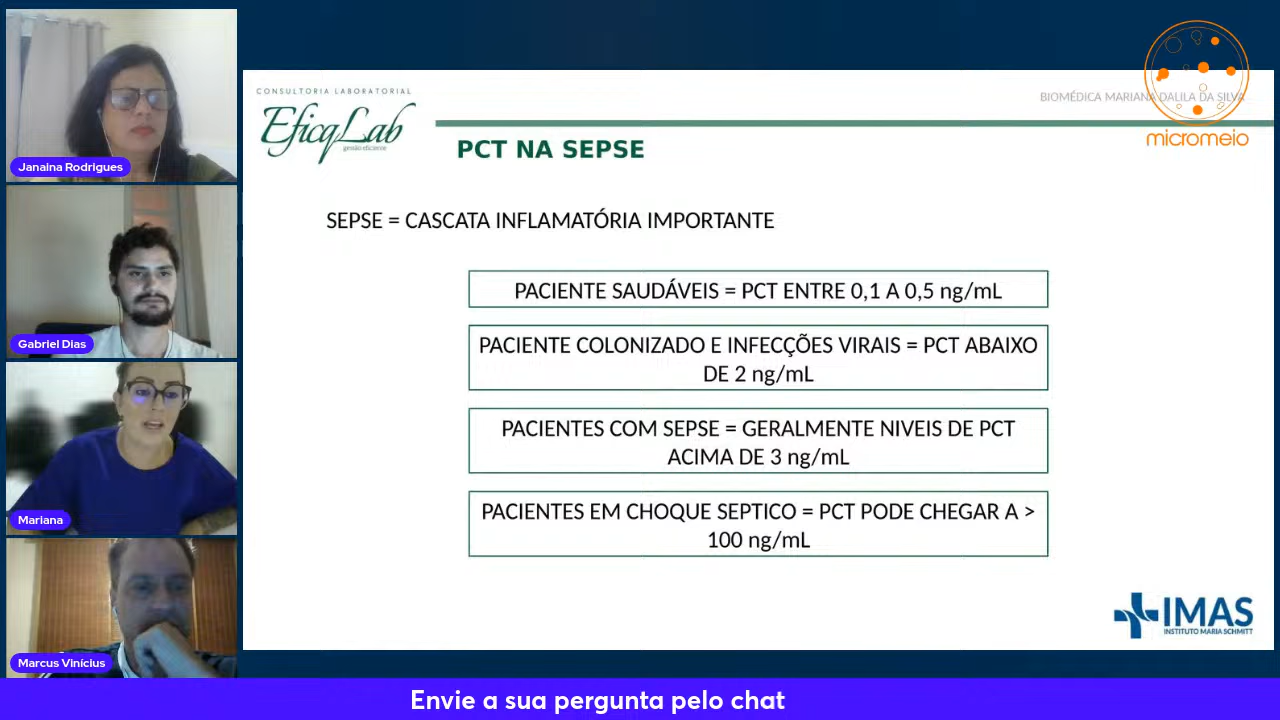 Janaina Rodrigues
Gabriel Dias
Mariana
Marcus Vinícius
CONSULTORIA LABORATORIAL
EficqLab
gestão eficiente
BIOMÉDICA MARIANA DALILA DA SILVA
micromeio
PCT NA SEPSE
SEPSE = CASCATA INFLAMATÓRIA IMPORTANTE
PACIENTE SAUDÁVEIS = PCT ENTRE 0,1 A 0,5 ng/mL
PACIENTE COLONIZADO E INFECÇÕES VIRAIS = PCT ABAIXO
DE 2 ng/mL
PACIENTES COM SEPSE = GERALMENTE NIVEIS DE PCT
ACIMA DE 3 ng/mL
PACIENTES EM CHOQUE SEPTICO = PCT PODE CHEGAR A >
100 ng/mL
IMAS
INSTITUTO MARIA SCHMITT
Envie a sua pergunta pelo chat